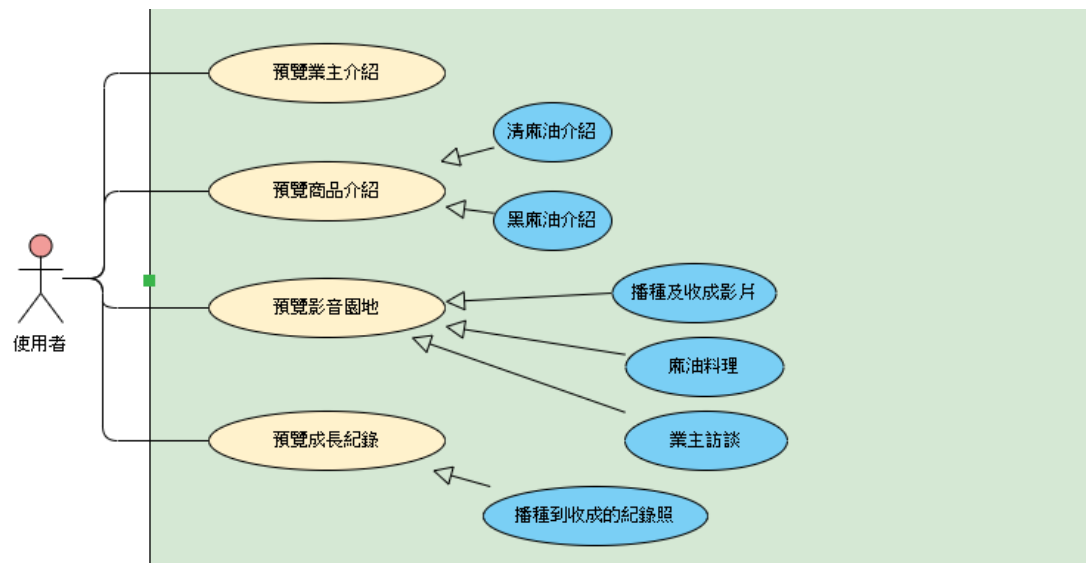 預覽業主介紹
清麻油介紹
預覽商品介紹
黑麻油介紹
播種及收成影片
預覽影音園地
使用者
麻油料理
業主訪談
預覽成長紀錄
播種到收成的紀錄照